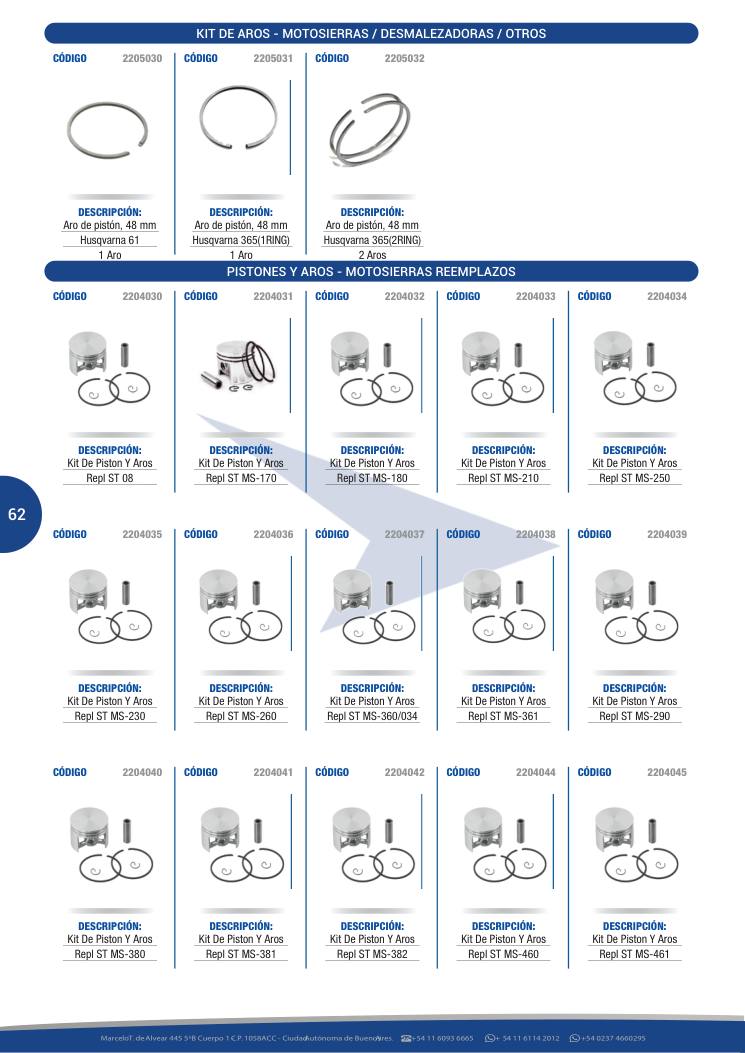 KIT DE AROS - MOTOSIERRAS / DESMALEZADORAS / OTROS
CÓDIGO 2205030
CÓDIGO 2205031
CÓDIGO 2205032
DESCRIPCIÓN:
Aro de pistón, 48 mm
Husqvarna 61
1 Aro
DESCRIPCIÓN:
Aro de pistón, 48 mm
Husqvarna 365(1RING)
1 Aro
DESCRIPCIÓN:
Aro de pistón, 48 mm
Husqvarna 365(2RING)
2 Aros
PISTONES Y AROS - MOTOSIERRAS REEMPLAZOS
CÓDIGO 2204030
CÓDIGO 2204031
CÓDIGO 2204032
CÓDIGO 2204033
CÓDIGO 2204034
DESCRIPCIÓN:
Kit De Piston Y Aros
Repl ST 08
DESCRIPCIÓN:
Kit De Piston Y Aros
Repl ST MS-170
DESCRIPCIÓN:
Kit De Piston Y Aros
Repl ST MS-180
DESCRIPCIÓN:
Kit De Piston Y Aros
Repl ST MS-210
DESCRIPCIÓN:
Kit De Piston Y Aros
Repl ST MS-250
62
CÓDIGO 2204035
CÓDIGO 2204036
CÓDIGO 2204037
CÓDIGO 2204038
CÓDIGO 2204039
DESCRIPCIÓN:
Kit De Piston Y Aros
Repl ST MS-230
DESCRIPCIÓN:
Kit De Piston Y Aros
Repl ST MS-260
DESCRIPCIÓN:
Kit De Piston Y Aros
Repl ST MS-360/034
DESCRIPCIÓN:
Kit De Piston Y Aros
Repl ST MS-361
DESCRIPCIÓN:
Kit De Piston Y Aros
Repl ST MS-290
CÓDIGO 2204040
CÓDIGO 2204041
CÓDIGO 2204042
CÓDIGO 2204044
CÓDIGO 2204045
DESCRIPCIÓN:
Kit De Piston Y Aros
Repl ST MS-380
DESCRIPCIÓN:
Kit De Piston Y Aros
Repl ST MS-381
DESCRIPCIÓN:
Kit De Piston Y Aros
Repl ST MS-382
DESCRIPCIÓN:
Kit De Piston Y Aros
Repl ST MS-460
DESCRIPCIÓN:
Kit De Piston Y Aros
Repl ST MS-461
MarceloT. de Alvear 445 5ºB Cuerpo 1 C.P. 1058ACC - Ciudad Autónoma de Buenos Aires. +54 11 6093 6665 + 54 11 6114 2012 +54 0237 4660295